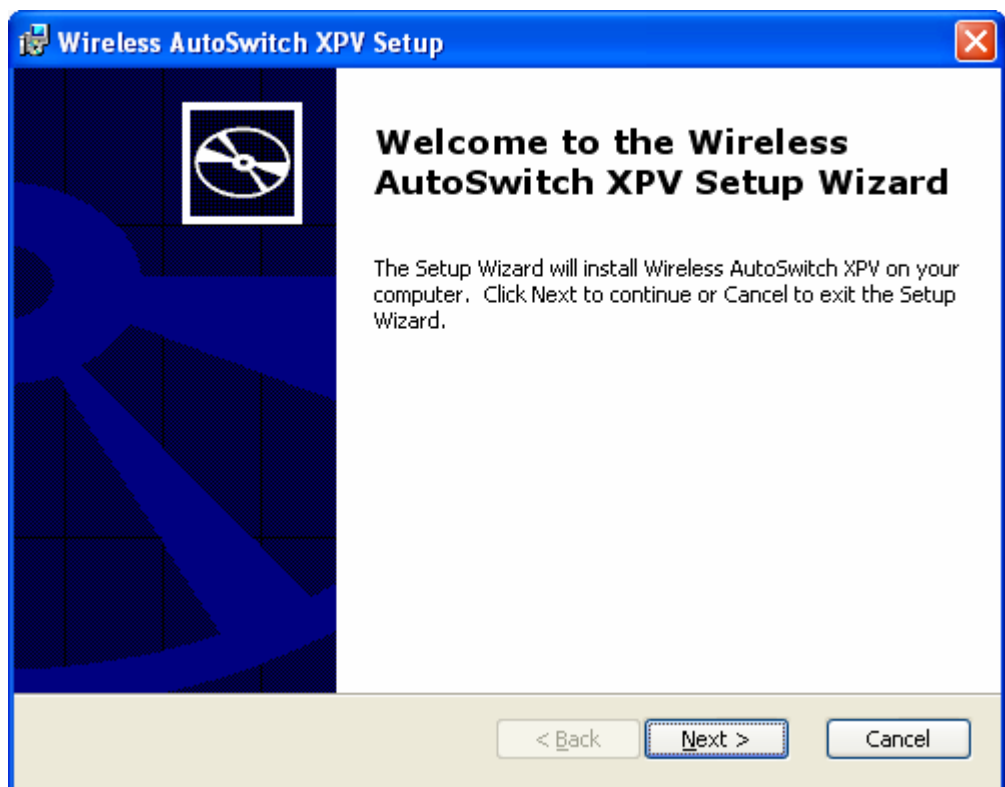 Wireless AutoSwitch XPV Setup
Welcome to the Wireless
AutoSwitch XPV Setup Wizard
The Setup Wizard will install Wireless AutoSwitch XPV on your
computer.  Click Next to continue or Cancel to exit the Setup
Wizard.
< Back
Next >
Cancel